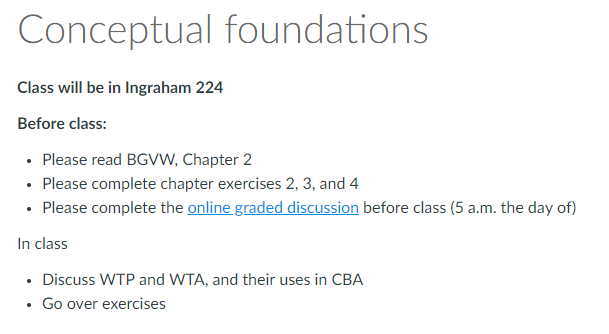 Conceptual foundations
Class will be in Ingraham 224
Before class:
• Please read BGVW, Chapter 2
• Please complete chapter exercises 2, 3, and 4
• Please complete the online graded discussion before class (5 a.m. the day of)
In class
• Discuss WTP and WTA, and their uses in CBA
• Go over exercises